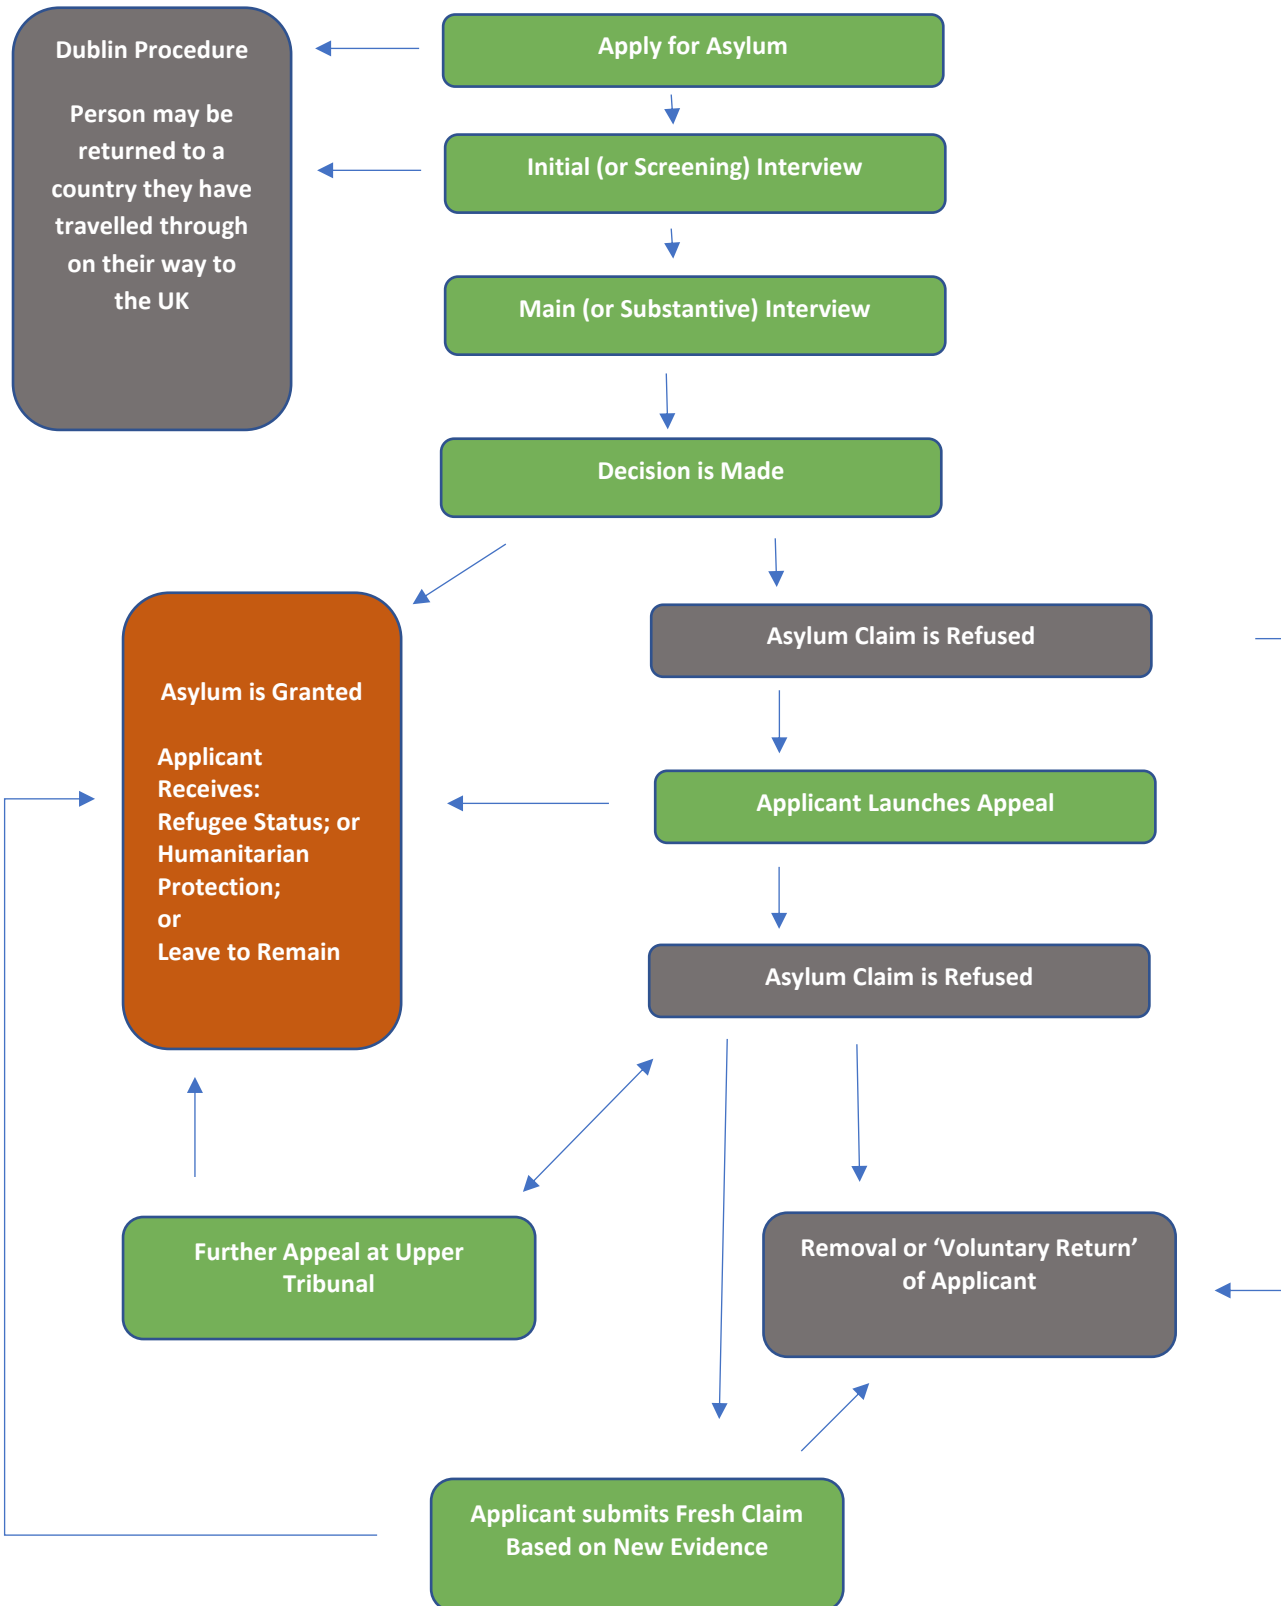 Dublin Procedure
Person may be
returned to a
country they have
travelled through
on their way to
the UK
Apply for Asylum
Initial (or Screening) Interview
Main (or Substantive) Interview
Decision is Made
Asylum Claim is Refused
Asylum is Granted
Applicant
Receives:
Refugee Status; or
Humanitarian
Protection;
or
Leave to Remain
Applicant Launches Appeal
Asylum Claim is Refused
Further Appeal at Upper
Tribunal
Removal or ‘Voluntary Return’
of Applicant
Applicant submits Fresh Claim
Based on New Evidence